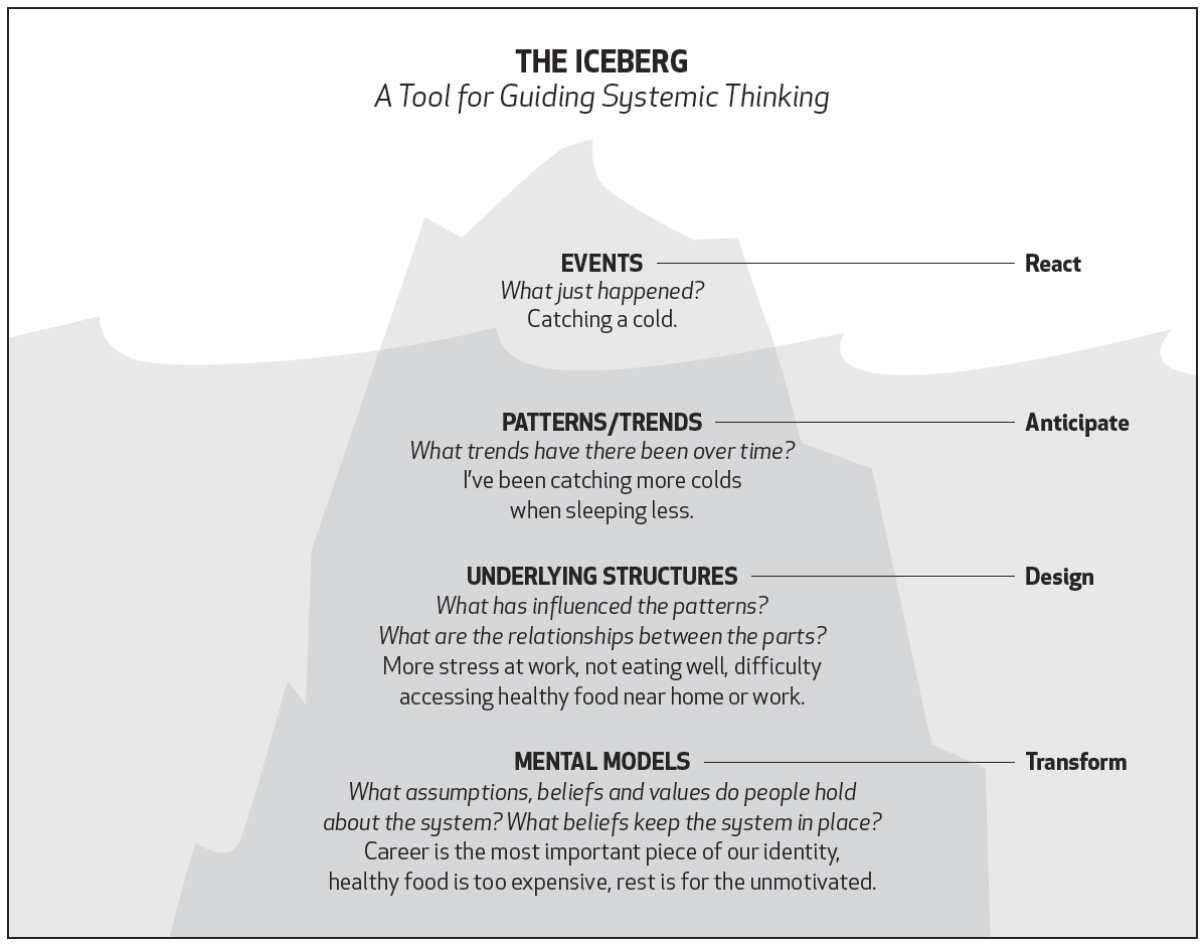 THE ICEBERG
A Tool for Guiding Systemic Thinking
EVENTS
React
What just happened?
Catching a cold.
PATTERNS/TRENDS
Anticipate
What trends have there been over time?
I've been catching more colds
when sleeping less.
UNDERLYING STRUCTURES
Design
What has influenced the patterns?
What are the relationships between the parts?
More stress at work, not eating well, difficulty
accessing healthy food near home or work.
MENTAL MODELS
Transform
What assumptions, beliefs and values do people hold
about the system? What beliefs keep the system in place?
Career is the most important piece of our identity,
healthy food is too expensive, rest is for the unmotivated.